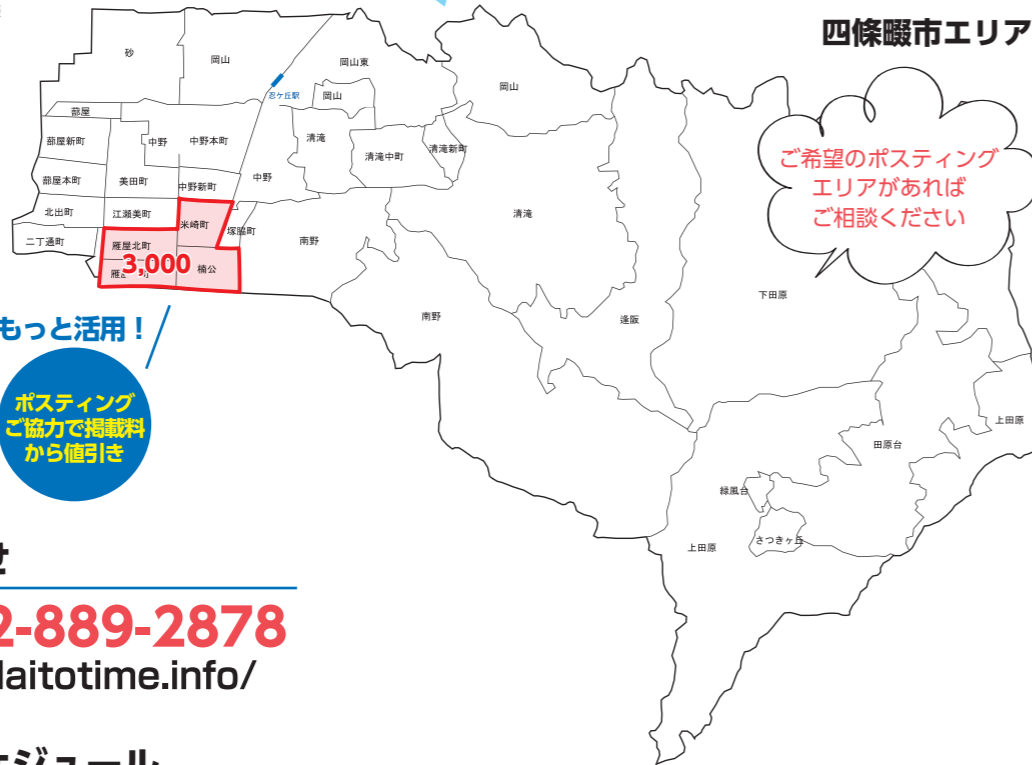 四條畷市エリア
砂
岡山
岡山東
忍ケ丘駅
岡山
岡山
蔀屋
蔀屋新町
中野
中野本町
清滝
清滝中町
清滝新町
蔀屋本町
美田町
中野新町
中野
北出町
江瀬美町
米崎町
塚脇町
清滝
二丁通町
雁屋北町
南野
3,000
楠公
ご希望のポスティング
エリアがあれば
ご相談ください
下田原
南野
逢阪
もっと活用！
ポスティング
ご協力で掲載料
から値引き
上田原
田原台
緑風台
上田原
さつきヶ丘
せ
2-889-2878
laitotime.info/
ジュール